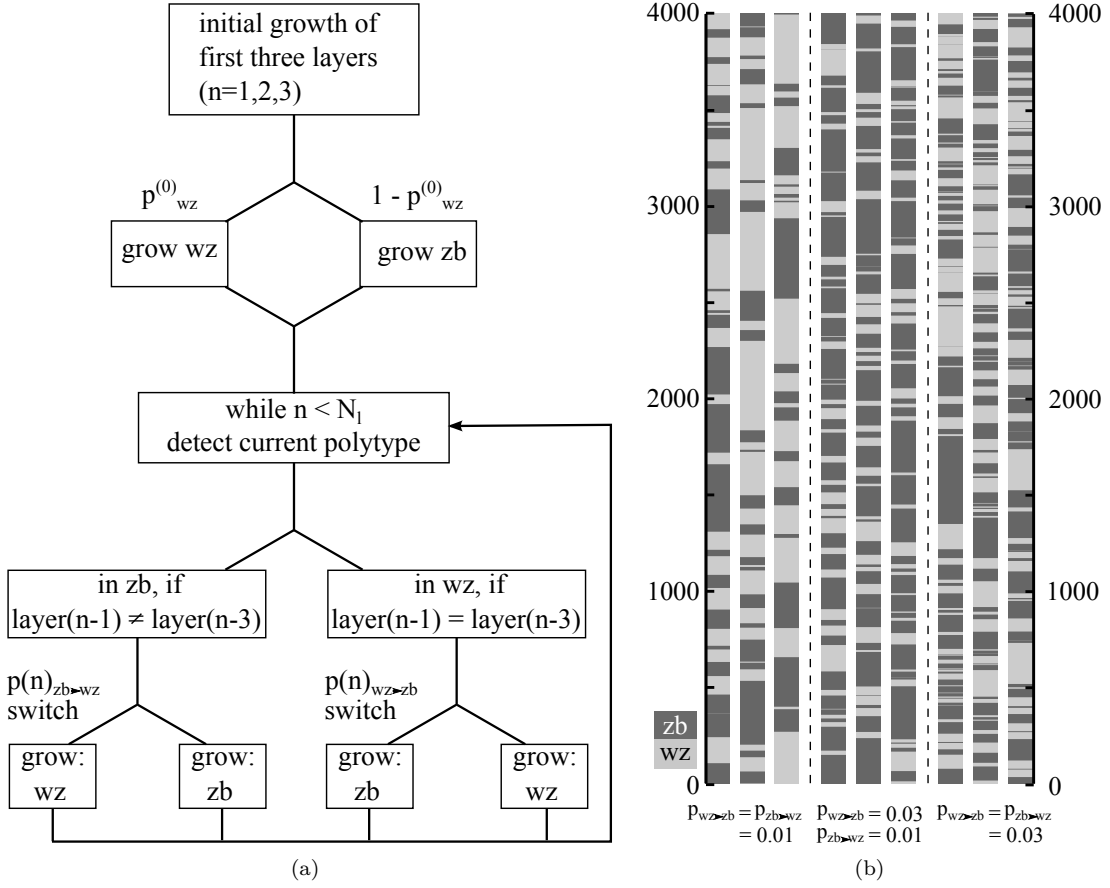 initial growth of
first three layers
(n=1,2,3)
p⁽⁰⁾wz
1 - p⁽⁰⁾wz
grow wz
grow zb
while n < Nl
detect current polytype
in zb, if
layer(n-1) ≠ layer(n-3)
in wz, if
layer(n-1) = layer(n-3)
p(n)zb➤wz
switch
p(n)wz➤zb
switch
grow:
wz
grow:
zb
grow:
zb
grow:
wz
(a)
4000
3000
2000
1000
0
zb
wz
4000
3000
2000
1000
0
pwz➤zb = pzb➤wz
= 0.01
pwz➤zb = 0.03
pzb➤wz = 0.01
pwz➤zb = pzb➤wz
= 0.03
(b)